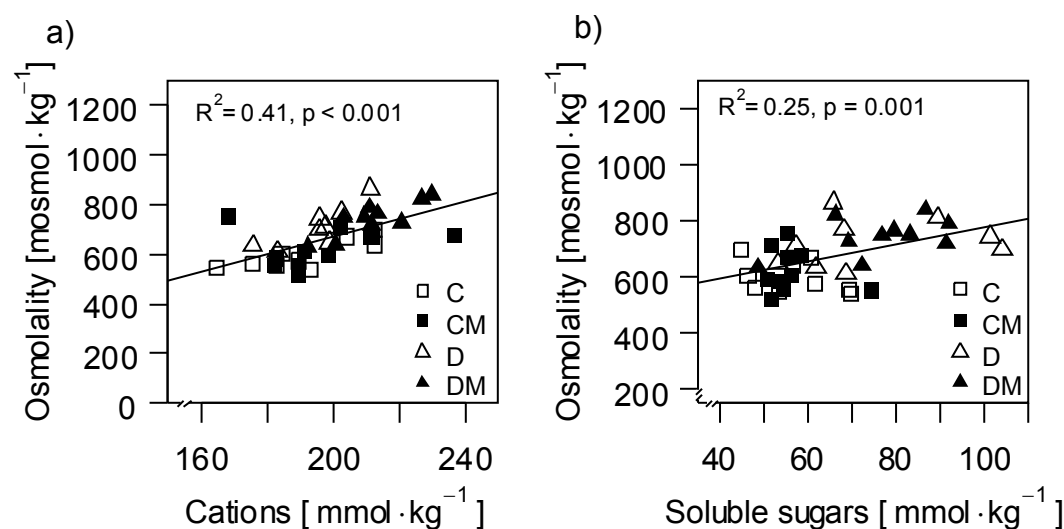 a)
Osmolality [mosmol·kg⁻¹]
R²= 0.41, p < 0.001
1200
1000
800
600
400
200
0
C
CM
D
DM
160 200 240
Cations [ mmol·kg⁻¹]
b)
Osmolality [mosmol·kg⁻¹]
R²= 0.25, p = 0.001
1200
1000
800
600
400
200
C
CM
D
DM
40 60 80 100
Soluble sugars [ mmol·kg⁻¹]